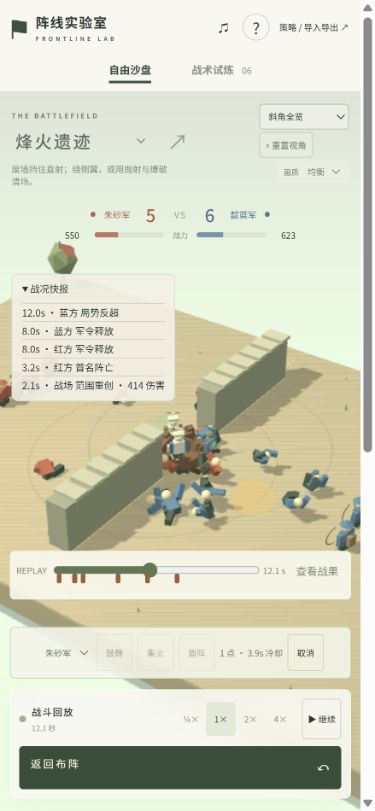 阵线实验室
FRONTLINE LAB
♫
?
策略 / 导入导出 ↗
自由沙盘
战术试炼 06
THE BATTLEFIELD
烽火遗迹
斜角全览
重置视角
废墙挡住直射；绕侧翼，或用抛射与爆破
清场。
画质 均衡
朱砂军 5 VS 6 靛蓝军
550 战力 623
▼战况快报
12.0s · 蓝方 局势反超
8.0s · 蓝方 军令释放
8.0s · 红方 军令释放
3.2s · 红方 首名阵亡
2.1s · 战场 范围重创 · 414 伤害
REPLAY 12.1 s 查看战果
朱砂军 鼓舞 集火 盾阵 1 点 · 3.9s 冷却 取消
战斗回放
12.1 秒
¼× 1× 2× 4× ▶ 继续
返回布阵